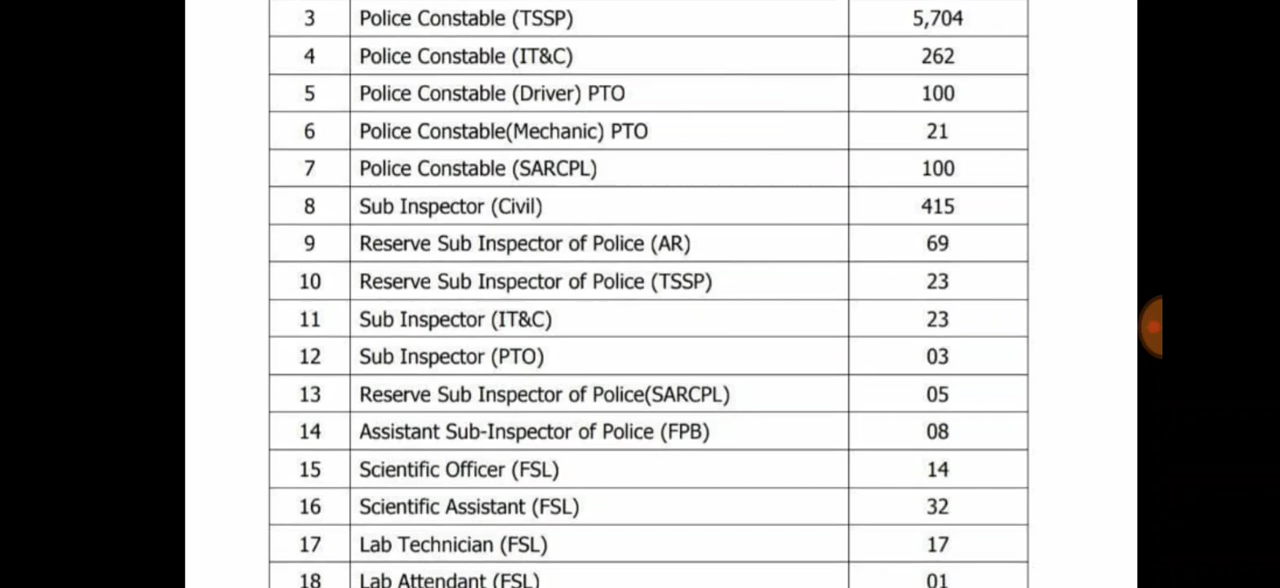 3 Police Constable (TSSP) 5,704
4 Police Constable (IT&C) 262
5 Police Constable (Driver) PTO 100
6 Police Constable(Mechanic) PTO 21
7 Police Constable (SARCPL) 100
8 Sub Inspector (Civil) 415
9 Reserve Sub Inspector of Police (AR) 69
10 Reserve Sub Inspector of Police (TSSP) 23
11 Sub Inspector (IT&C) 23
12 Sub Inspector (PTO) 03
13 Reserve Sub Inspector of Police(SARCPL) 05
14 Assistant Sub-Inspector of Police (FPB) 08
15 Scientific Officer (FSL) 14
16 Scientific Assistant (FSL) 32
17 Lab Technician (FSL) 17
18 Lab Attendant (FSL) 01